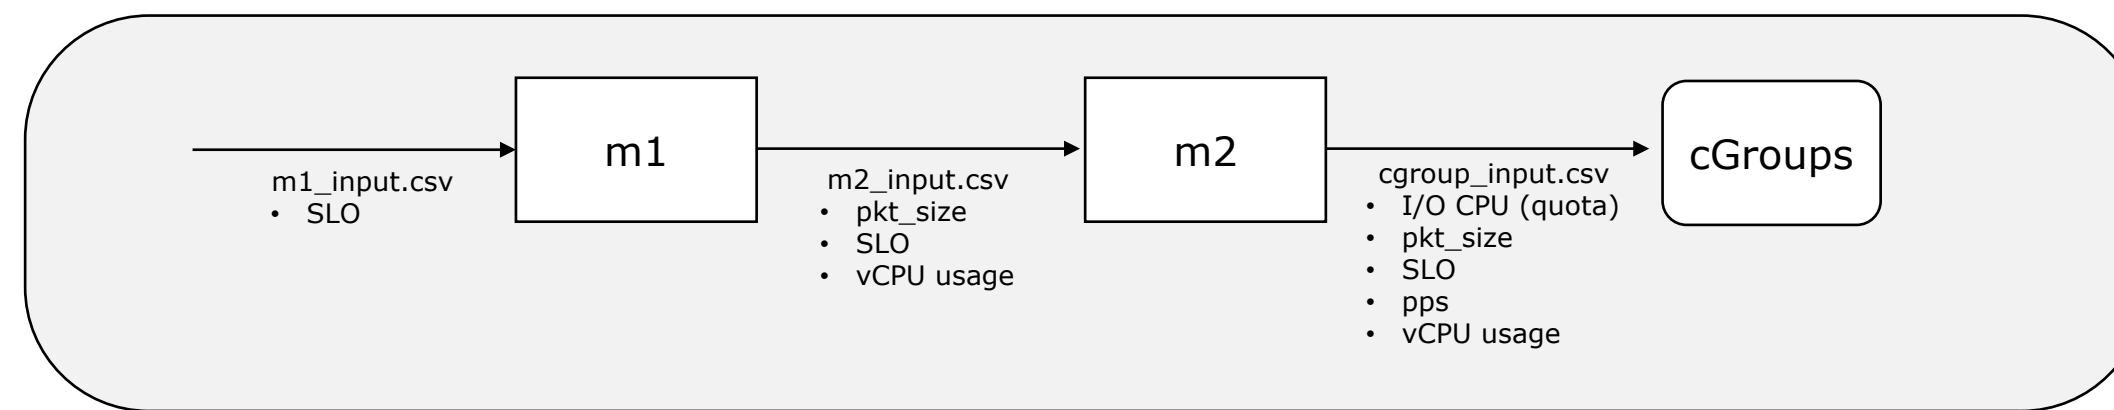 m1
m2
cGroups
m1_input.csv
• SLO
m2_input.csv
• pkt_size
• SLO
• vCPU usage
cgroup_input.csv
• I/O CPU (quota)
• pkt_size
• SLO
• pps
• vCPU usage